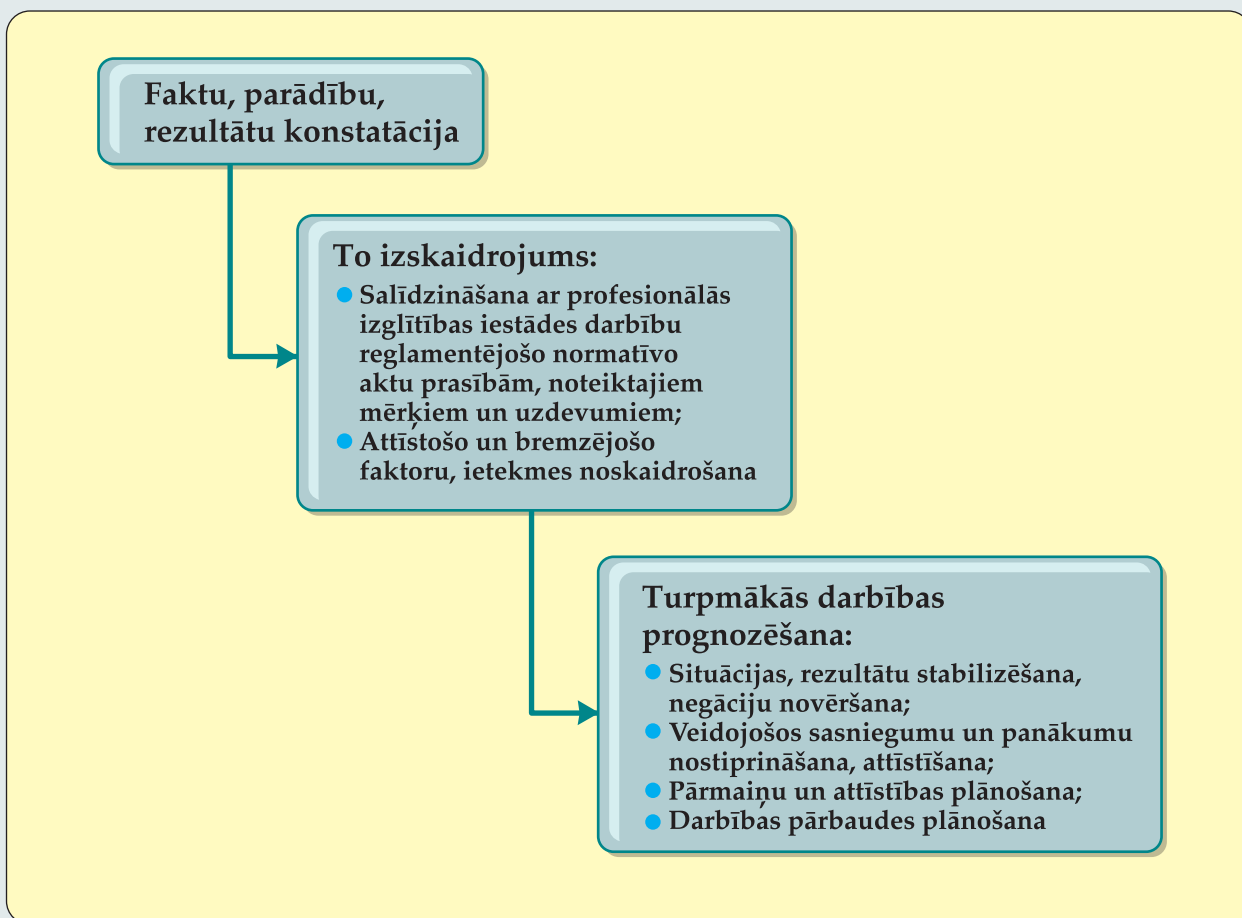 Faktu, parādību,
rezultātu konstatācija
To izskaidrojums:
Salīdzināšana ar profesionālās
izglītības iestādes darbību
reglamentējošo normatīvo
aktu prasībām, noteiktajiem
mērķiem un uzdevumiem;
Attīstošo un bremzējošo
faktoru, ietekmes noskaidrošana
Turpmākās darbības
prognozēšana:
Situācijas, rezultātu stabilizēšana,
negāciju novēršana;
Veidojošos sasniegumu un panākumu
nostiprināšana, attīstīšana;
Pārmaiņu un attīstības plānošana;
Darbības pārbaudes plānošana